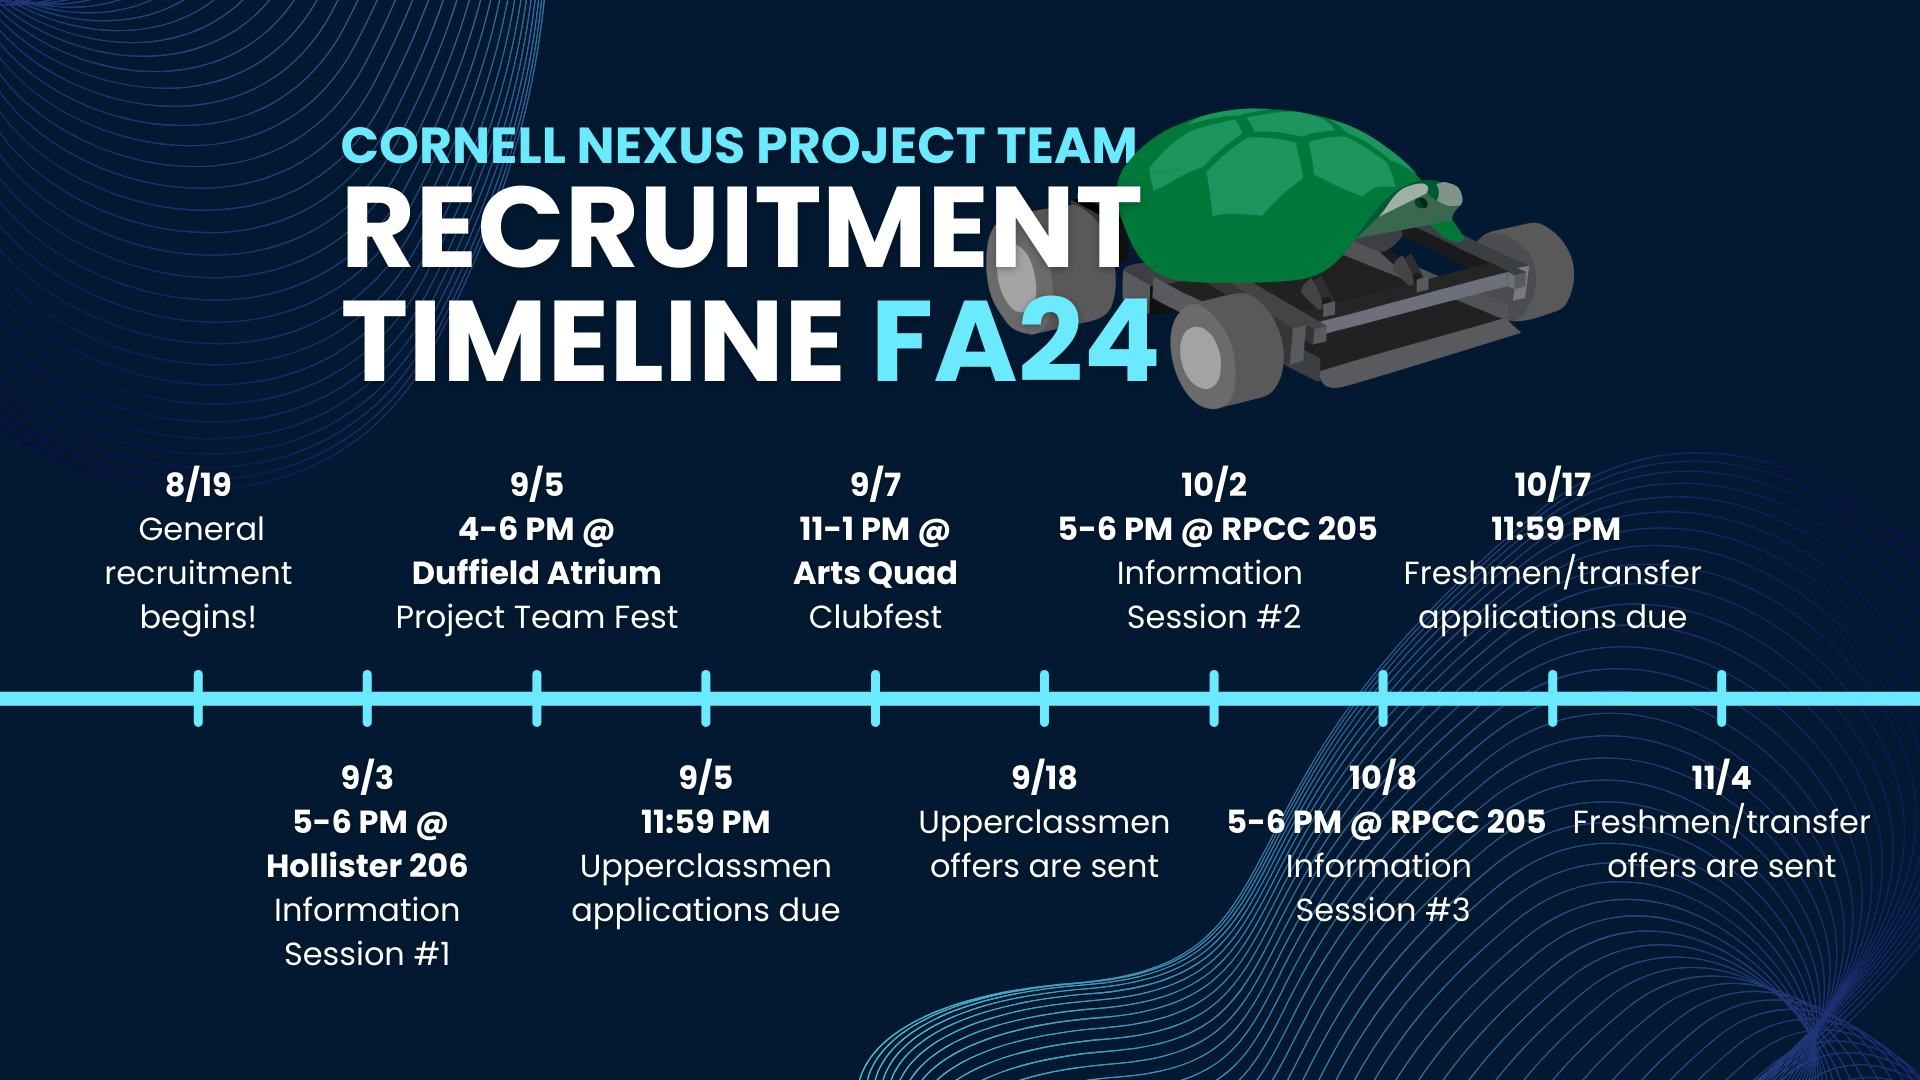 CORNELL NEXUS PROJECT TEAM
RECRUITMENT
TIMELINE FA24
8/19
General
recruitment
begins!
9/3
5-6 PM @
Hollister 206
Information
Session #1
9/5
4-6 PM @
Duffield Atrium
Project Team Fest
9/5
11:59 PM
Upperclassmen
applications due
9/7
11-1 PM @
Arts Quad
Clubfest
9/18
Upperclassmen
offers are sent
10/2
5-6 PM @ RPCC 205
Information
Session #2
10/8
5-6 PM @ RPCC 205
Information
Session #3
10/17
11:59 PM
Freshmen/transfer
applications due
11/4
Freshmen/transfer
offers are sent